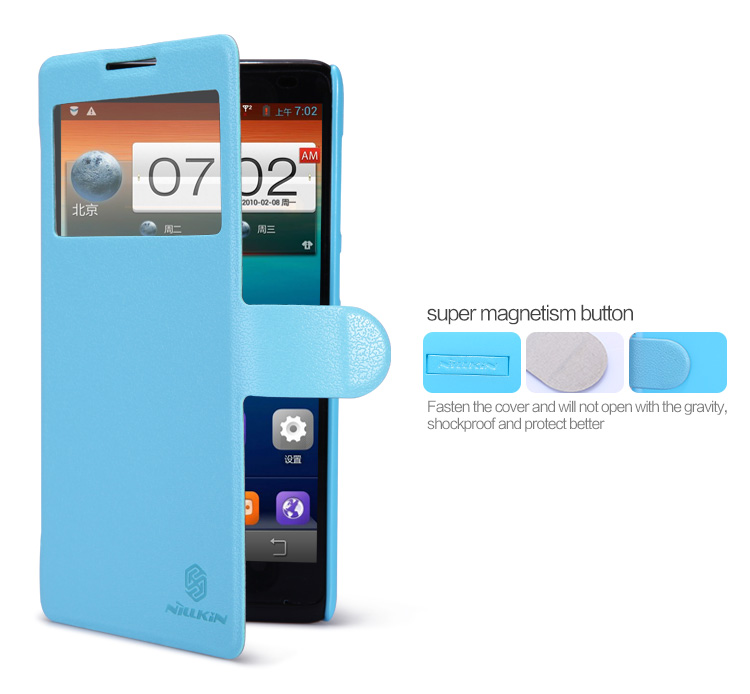 上午 7:02
AM
07 02
2010-02-08 周一
北京
周二
周三
设置
NILLKIN
super magnetism button
NILLKIN
Fasten the cover and will not open with the gravity,
shockproof and protect better